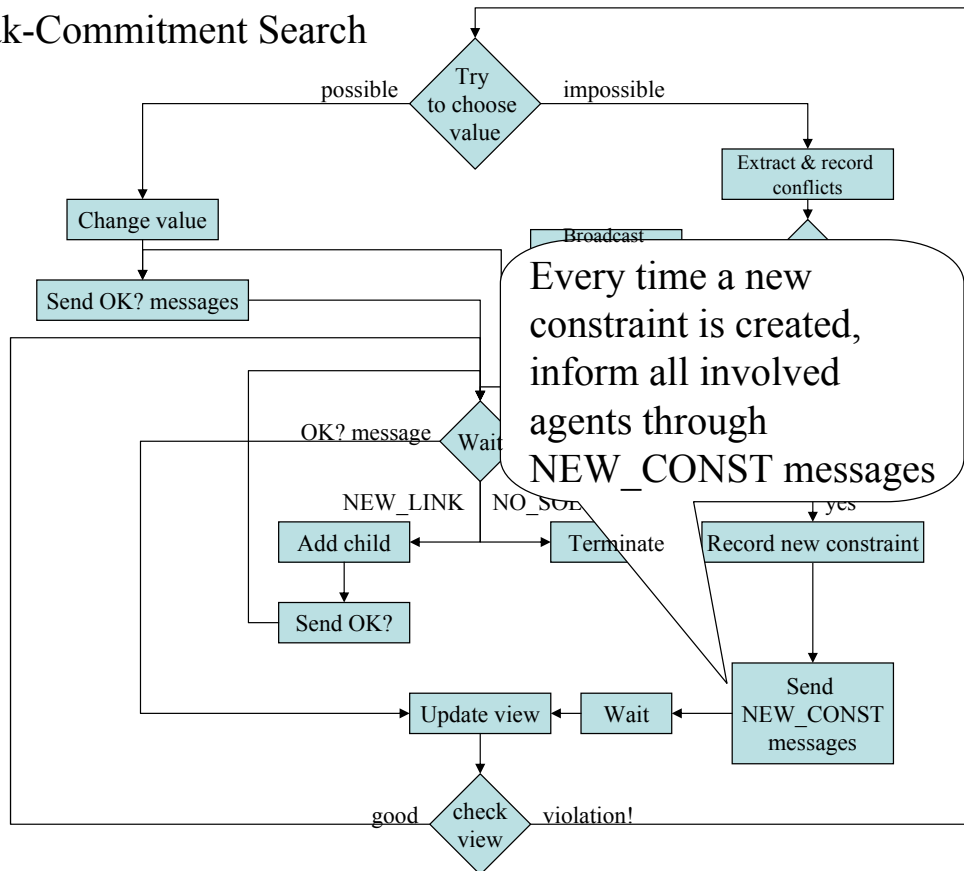 k-Commitment Search
Try
to choose
value
possible
impossible
Extract & record
conflicts
Change value
Broadcast
Send OK? messages
Every time a new
constraint is created,
inform all involved
agents through
NEW_CONST messages
OK? message
Wait
NEW_LINK
yes
Add child
Terminate
Record new constraint
Send OK?
Send
NEW_CONST
messages
Update view
Wait
good
check
view
violation!